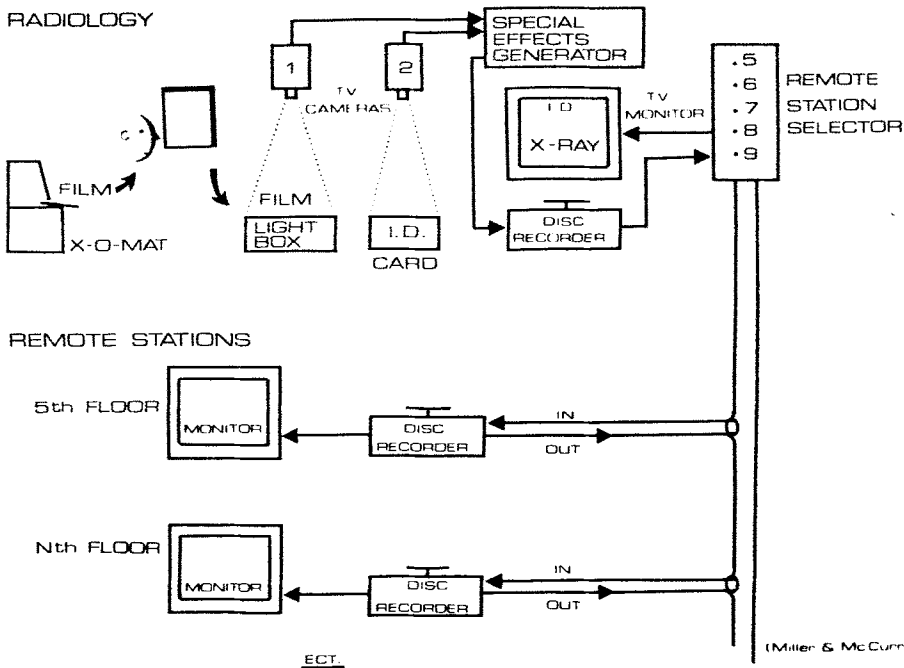 RADIOLOGY
FILM
X-O-MAT
1
2
TV
CAMERAS
FILM
LIGHT
BOX
I.D.
CARD
SPECIAL
EFFECTS
GENERATOR
I.D.
X-RAY
TV
MONITOR
DISC
RECORDER
.5
.6
.7
.8
.9
REMOTE
STATION
SELECTOR
REMOTE STATIONS
5th FLOOR
MONITOR
DISC
RECORDER
IN
OUT
Nth FLOOR
MONITOR
DISC
RECORDER
IN
OUT
ECT.
(Miller & McCurr